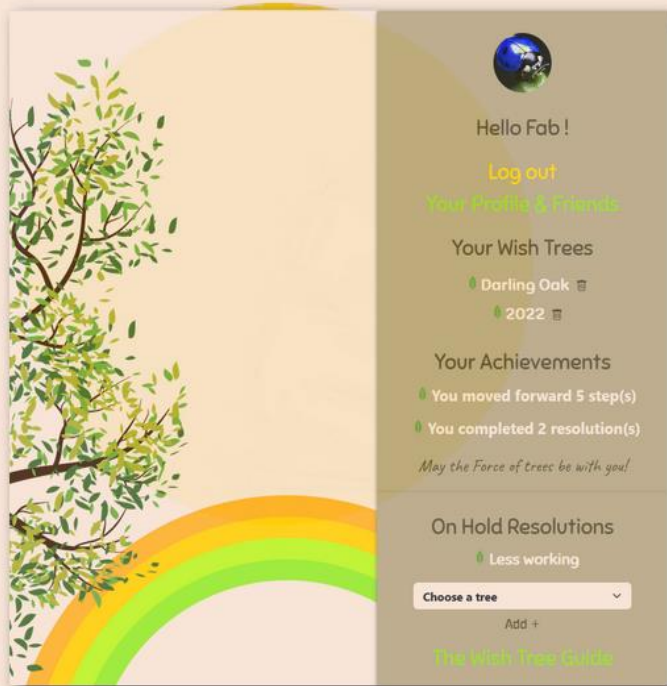 Hello Fab !
Log out
Your Profile & Friends
Your Wish Trees
Darling Oak
2022
Your Achievements
You moved forward 5 step(s)
You completed 2 resolution(s)
May the Force of trees be with you!
On Hold Resolutions
Less working
Choose a tree
Add +
The Wish Tree Guide